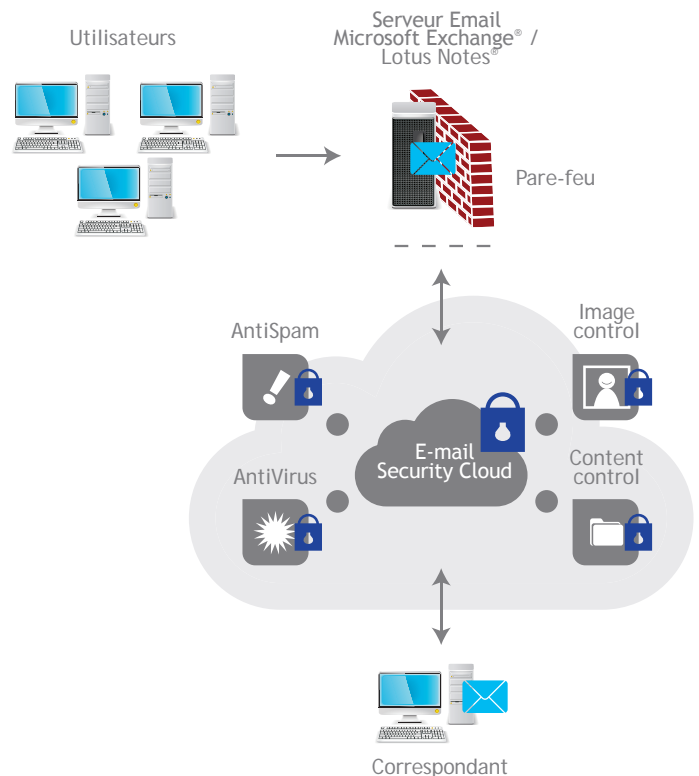 Utilisateurs
Serveur Email
Microsoft Exchange® /
Lotus Notes®
Pare-feu
AntiSpam
Image
control
E-mail
Security Cloud
AntiVirus
Content
control
Correspondant